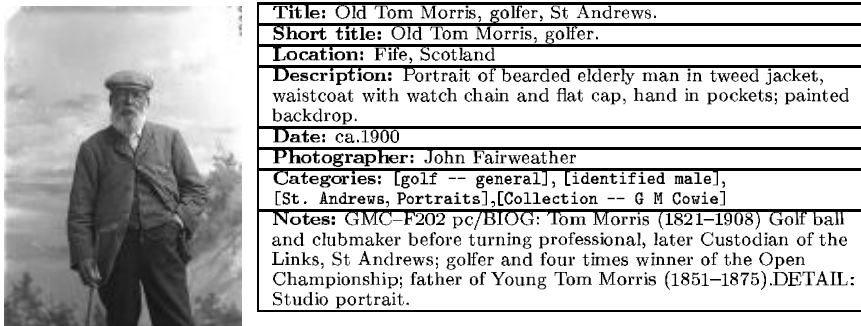 Title: Old Tom Morris, golfer, St Andrews.
Short title: Old Tom Morris, golfer.
Location: Fife, Scotland
Description: Portrait of bearded elderly man in tweed jacket,
waistcoat with watch chain and flat cap, hand in pockets; painted
backdrop.
Date: ca.1900
Photographer: John Fairweather
Categories: [golf -- general], [identified male],
[St. Andrews, Portraits],[Collection -- G M Cowie]
Notes: GMC–F202 pc/BIOG: Tom Morris (1821–1908) Golf ball
and clubmaker before turning professional, later Custodian of the
Links, St Andrews; golfer and four times winner of the Open
Championship; father of Young Tom Morris (1851–1875).DETAIL:
Studio portrait.